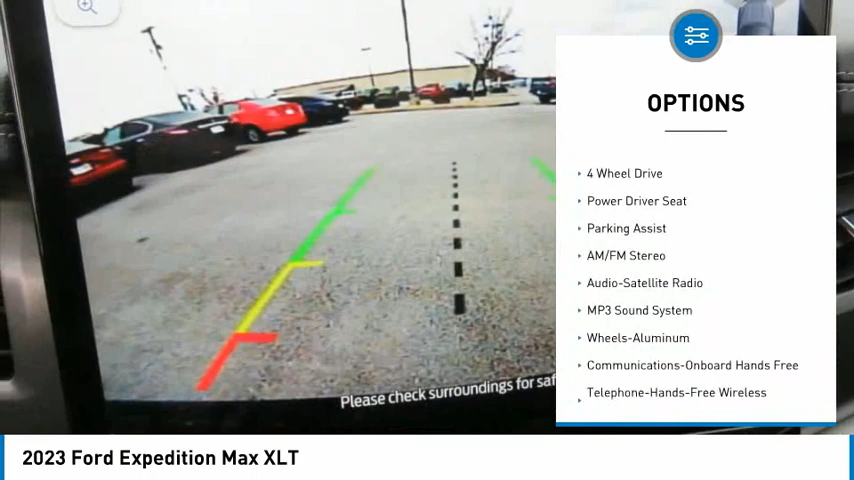 OPTIONS
4 Wheel Drive
Power Driver Seat
Parking Assist
AM/FM Stereo
Audio-Satellite Radio
MP3 Sound System
Wheels-Aluminum
Communications-Onboard Hands Free
Telephone-Hands-Free Wireless
Please check surroundings for saf
2023 Ford Expedition Max XLT